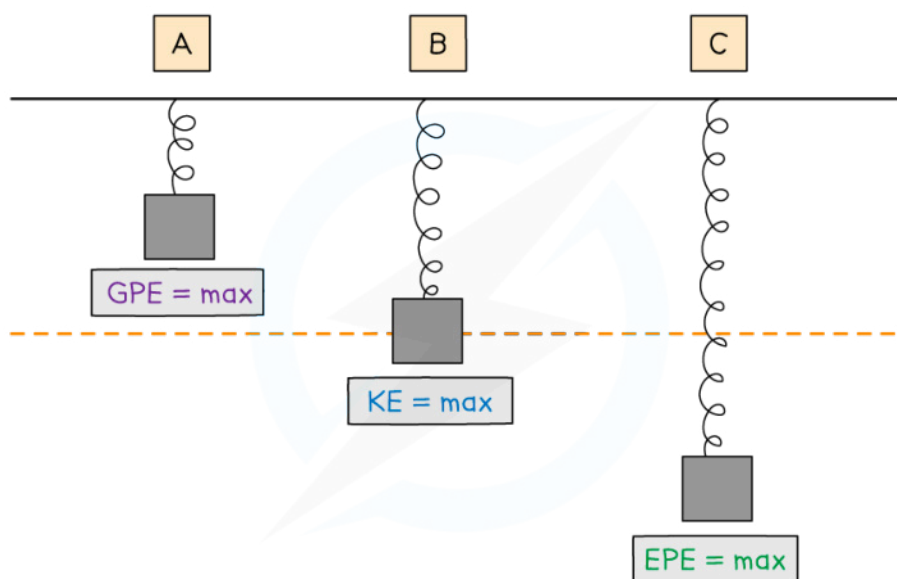 A
B
C
GPE = max
KE = max
EPE = max